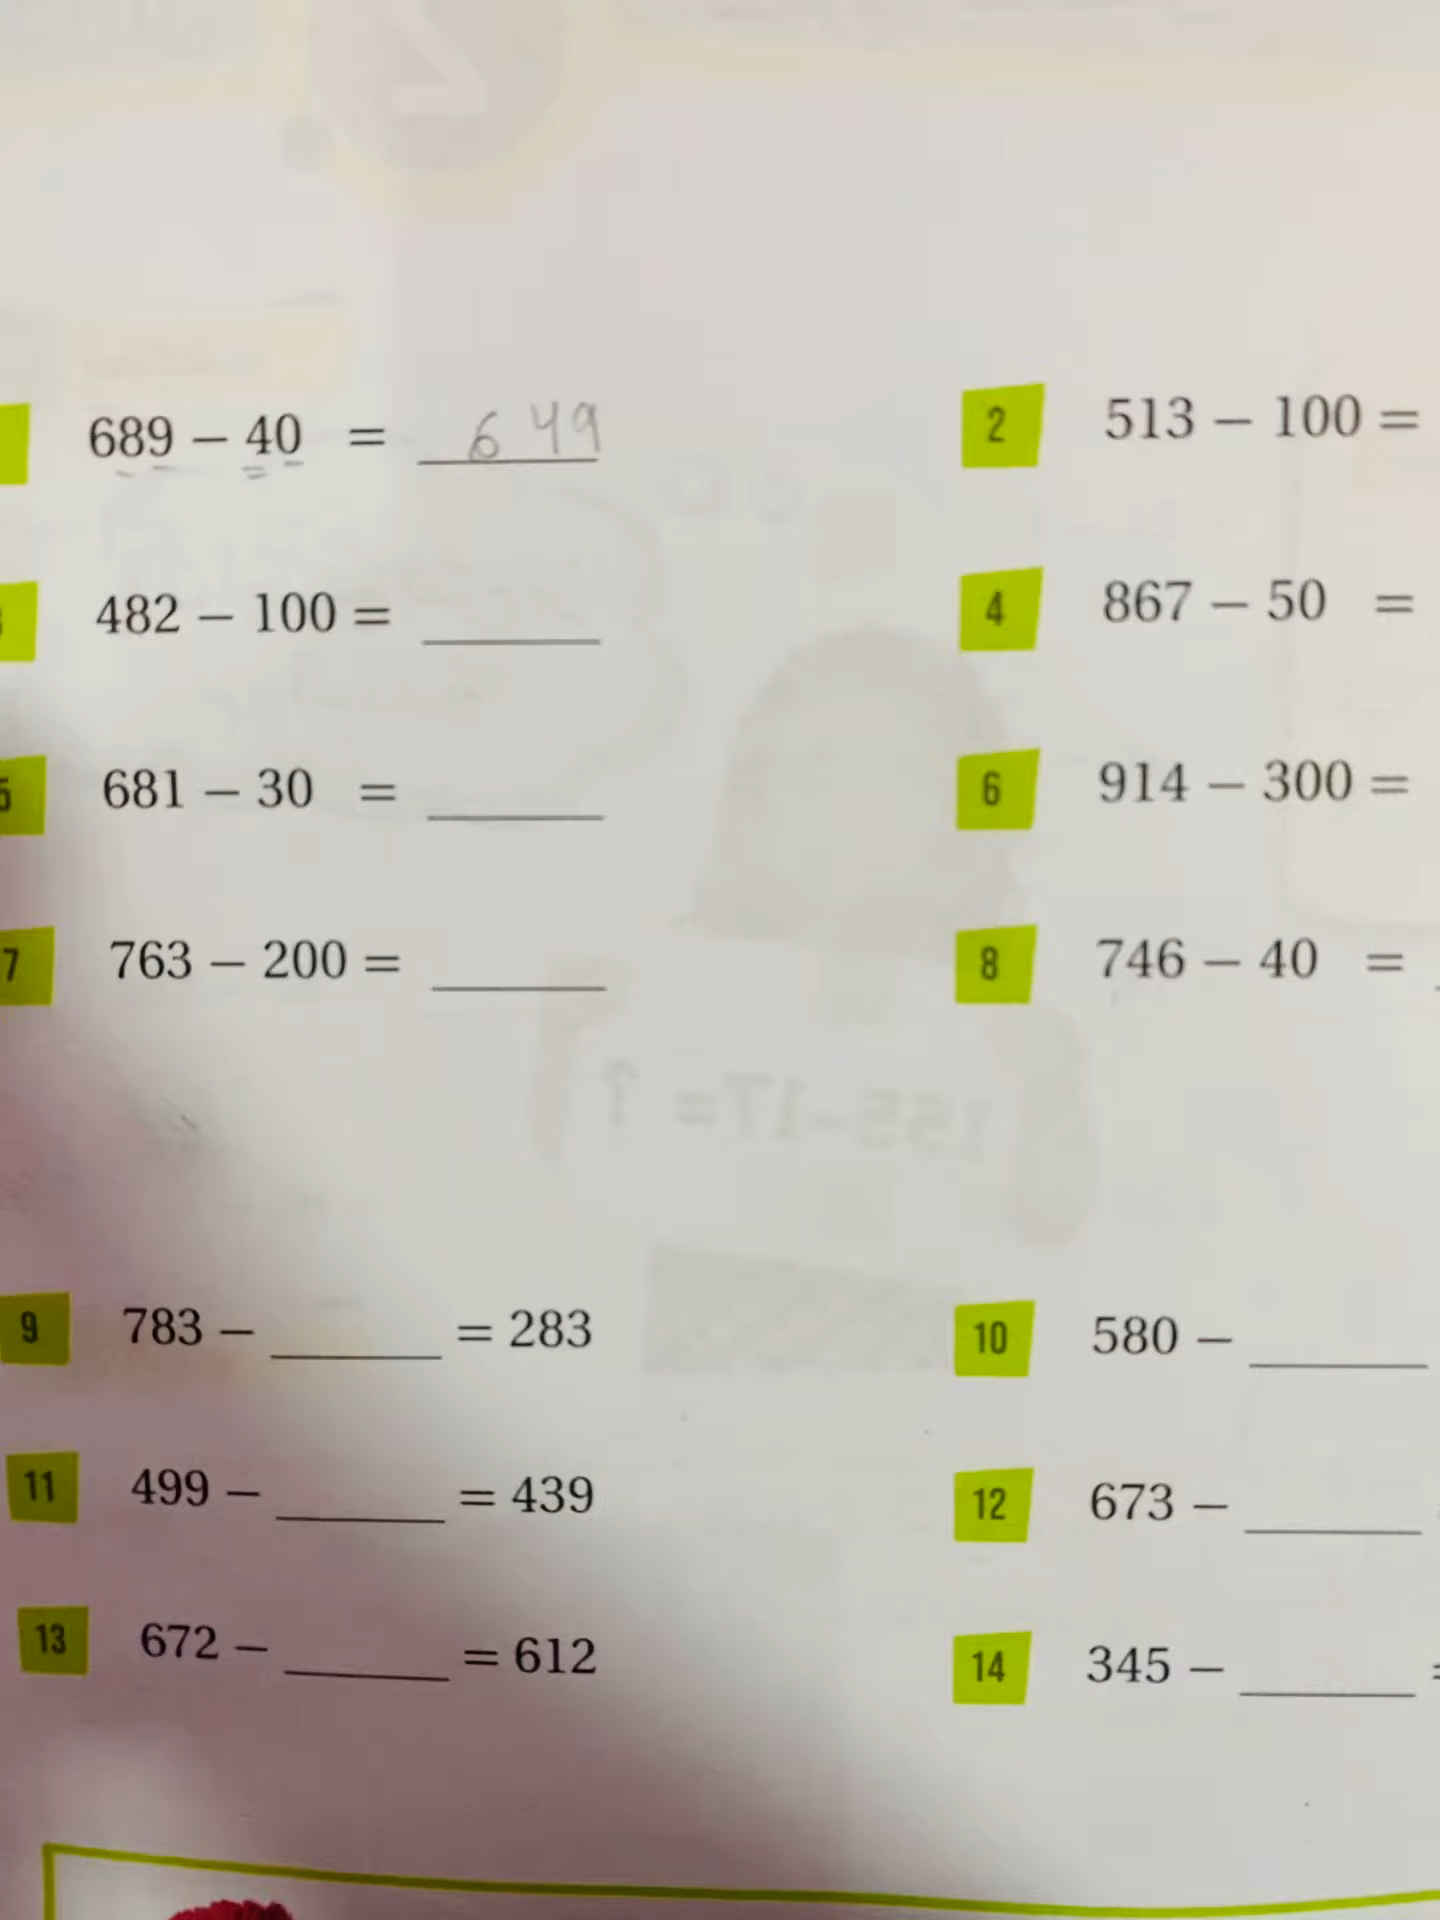 689 − 40 = 649
2 513 − 100 =
482 − 100 =
4 867 − 50 =
5 681 − 30 =
6 914 − 300 =
7 763 − 200 =
8 746 − 40 =
9 783 − = 283
10 580 −
11 499 − = 439
12 673 −
13 672 − = 612
14 345 − =